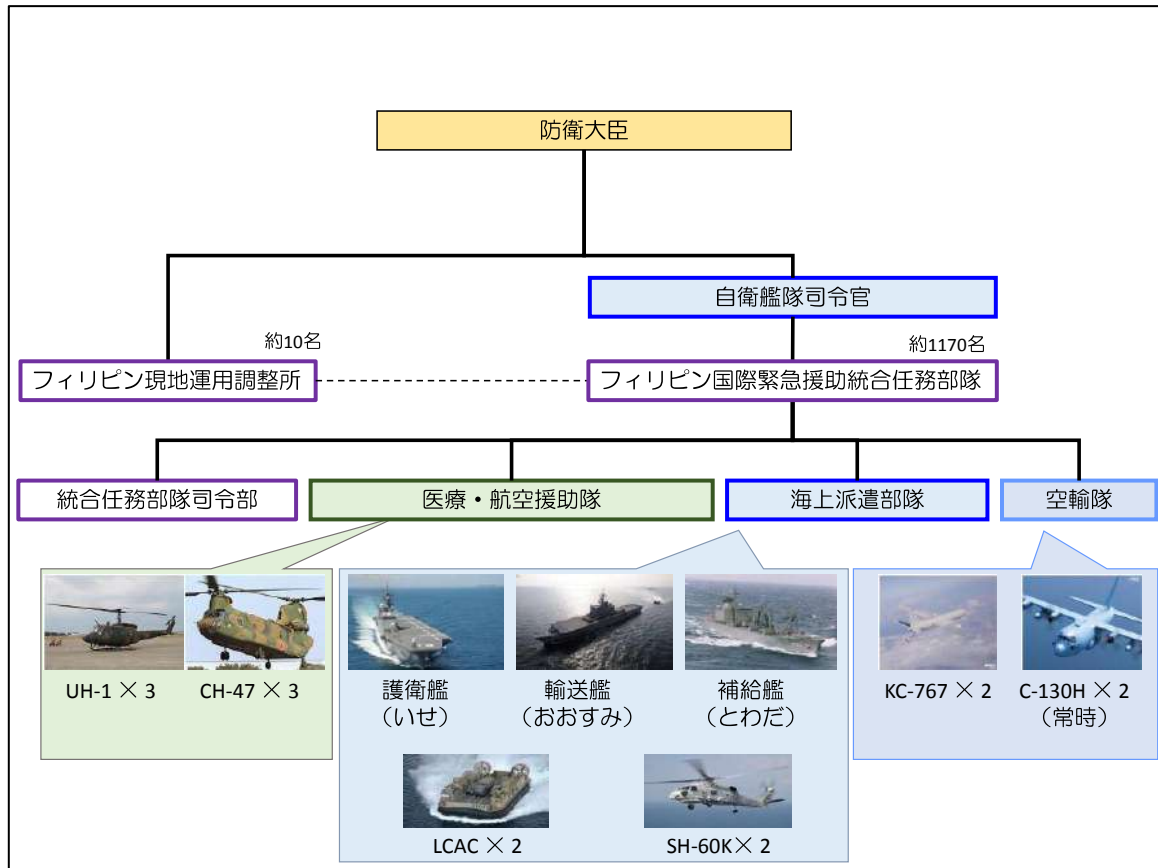 防衛大臣
自衛艦隊司令官
約10名
約1170名
フィリピン現地運用調整所
フィリピン国際緊急援助統合任務部隊
統合任務部隊司令部
医療・航空援助隊
海上派遣部隊
空輸隊
UH-1 × 3
CH-47 × 3
護衛艦
（いせ）
輸送艦
（おおすみ）
補給艦
（とわだ）
KC-767 × 2
C-130H × 2
（常時）
LCAC × 2
SH-60K× 2